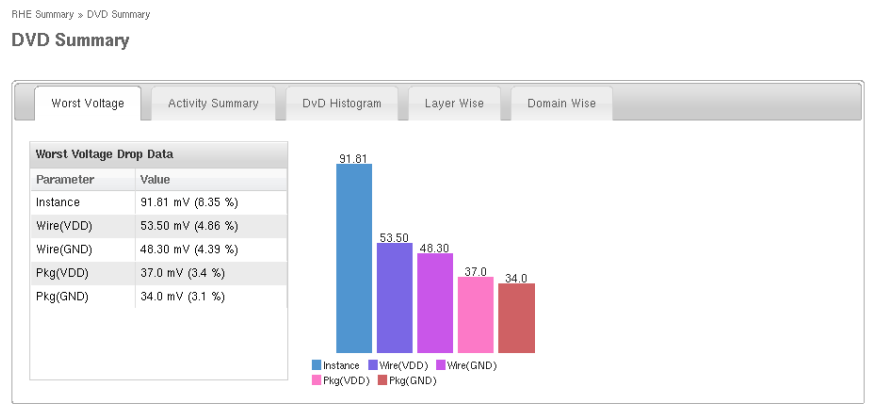 RHE Summary » DVD Summary
DVD Summary
Worst Voltage Activity Summary DvD Histogram Layer Wise Domain Wise
Worst Voltage Drop Data
Parameter Value
Instance 91.81 mV (8.35 %)
Wire(VDD) 53.50 mV (4.86 %)
Wire(GND) 48.30 mV (4.39 %)
Pkg(VDD) 37.0 mV (3.4 %)
Pkg(GND) 34.0 mV (3.1 %)
91.81
53.50
48.30
37.0
34.0
Instance Wire(VDD) Wire(GND)
Pkg(VDD) Pkg(GND)